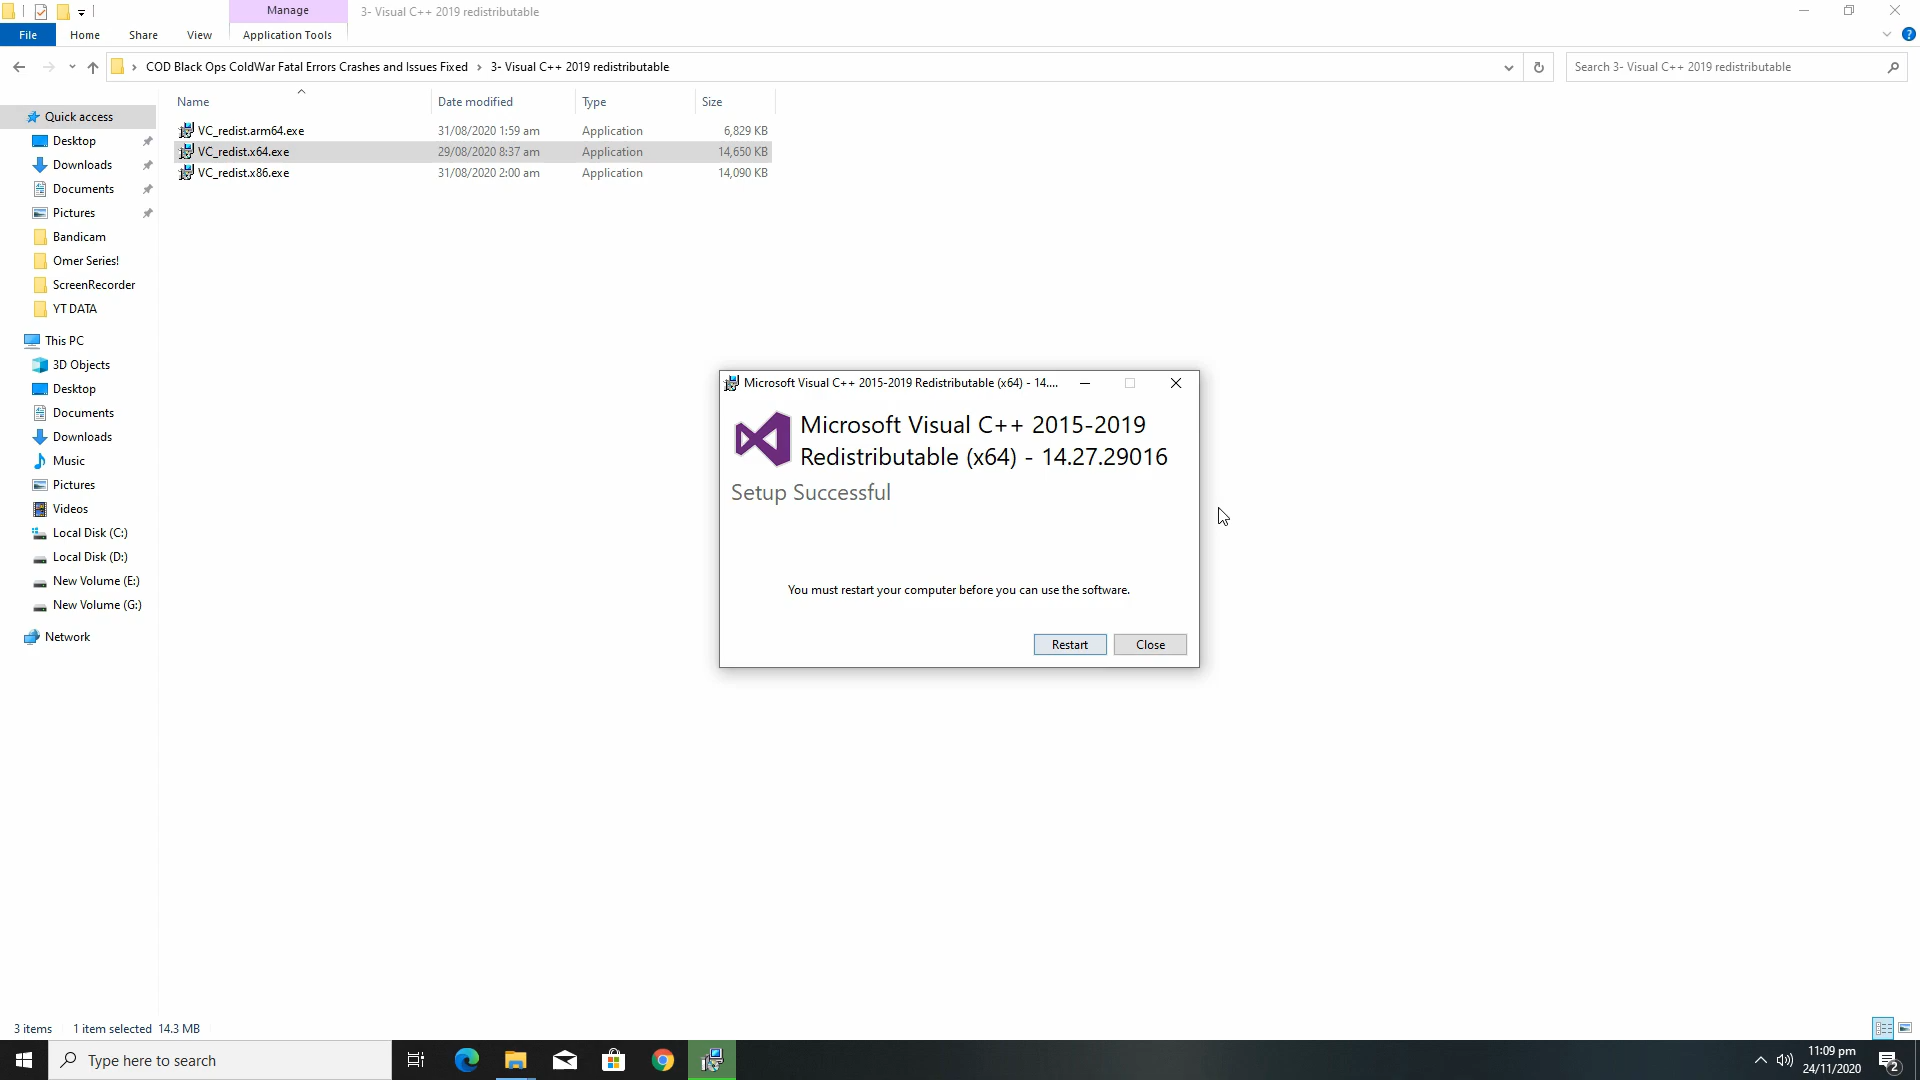 Manage
3- Visual C++ 2019 redistributable
File
Home
Share
View
Application Tools
COD Black Ops ColdWar Fatal Errors Crashes and Issues Fixed
3- Visual C++ 2019 redistributable
Search 3- Visual C++ 2019 redistributable
Name
Date modified
Type
Size
VC_redist.arm64.exe 31/08/2020 1:59 am Application 6,829 KB
VC_redist.x64.exe 29/08/2020 8:37 am Application 14,650 KB
VC_redist.x86.exe 31/08/2020 2:00 am Application 14,090 KB
Quick access
Desktop
Downloads
Documents
Pictures
Bandicam
Omer Series!
ScreenRecorder
YT DATA
This PC
3D Objects
Desktop
Documents
Downloads
Music
Pictures
Videos
Local Disk (C:)
Local Disk (D:)
New Volume (E:)
New Volume (G:)
Network
Microsoft Visual C++ 2015-2019 Redistributable (x64) - 14....
Microsoft Visual C++ 2015-2019
Redistributable (x64) - 14.27.29016
Setup Successful
You must restart your computer before you can use the software.
Restart
Close
3 items
1 item selected 14.3 MB
Type here to search
11:09 pm
24/11/2020
2